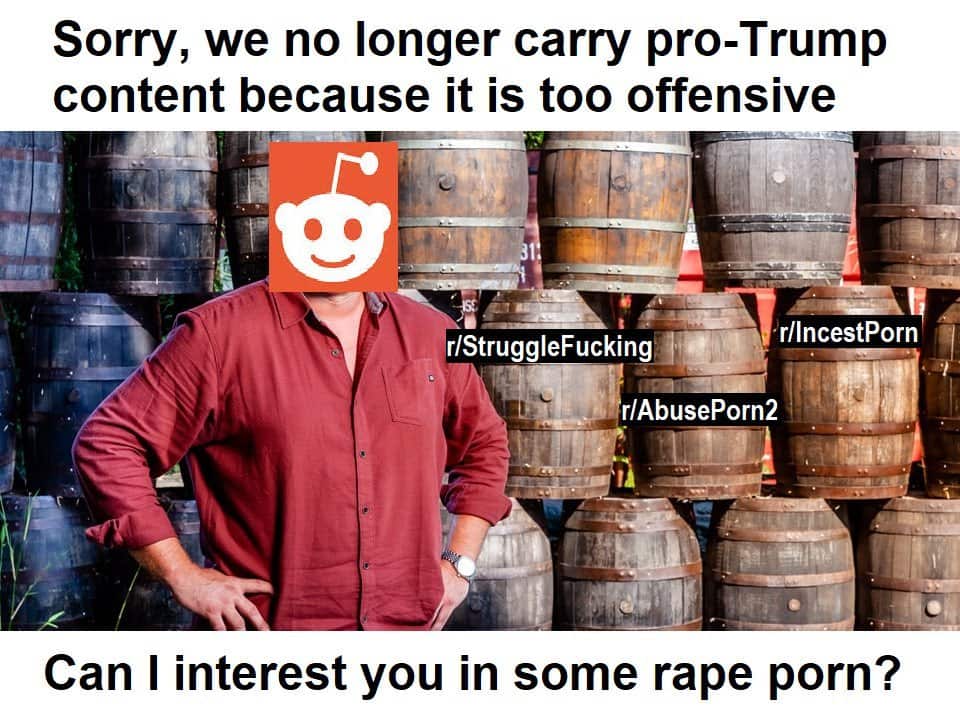 Sorry, we no longer carry pro-Trump
content because it is too offensive
r/StruggleFucking
r/IncestPorn
r/AbusePorn2
Can I interest you in some rape porn?